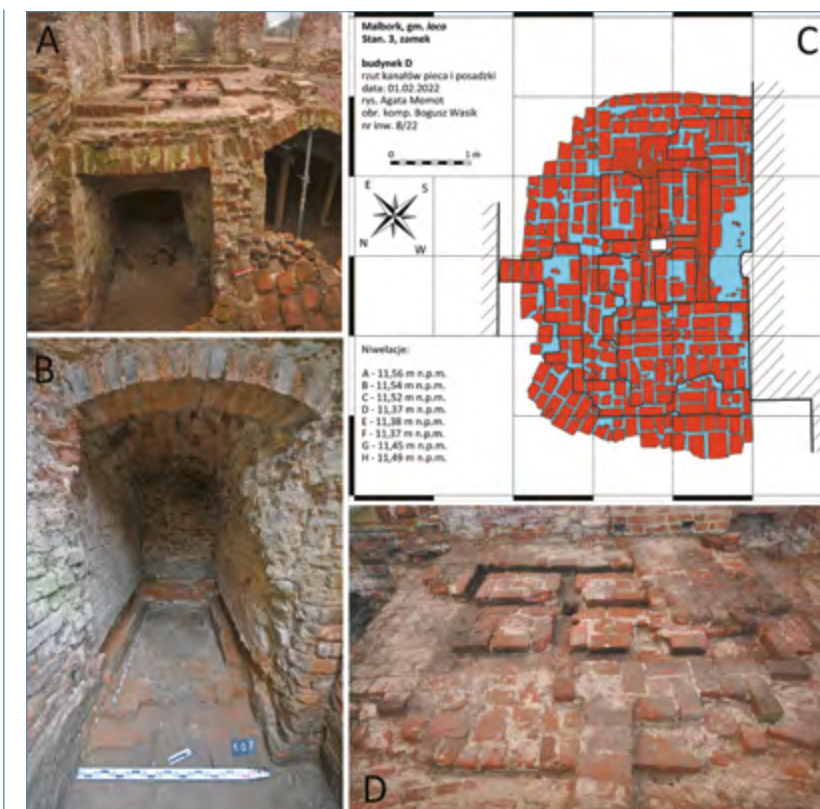 A
Malbork, gm. loco
Stan. 3, zamek
C
budynek D
rzut kanałów pieca i posadzki
data: 01.02.2022
rys. Agata Momot
obr. komp. Bogusz Wasik
nr inw. 8/22
0 1 m
E
S
N
W
B
Niwelacje:
A - 11,56 m n.p.m.
B - 11,54 m n.p.m.
C - 11,52 m n.p.m.
D - 11,37 m n.p.m.
E - 11,38 m n.p.m.
F - 11,37 m n.p.m.
G - 11,45 m n.p.m.
H - 11,49 m n.p.m.
107
D